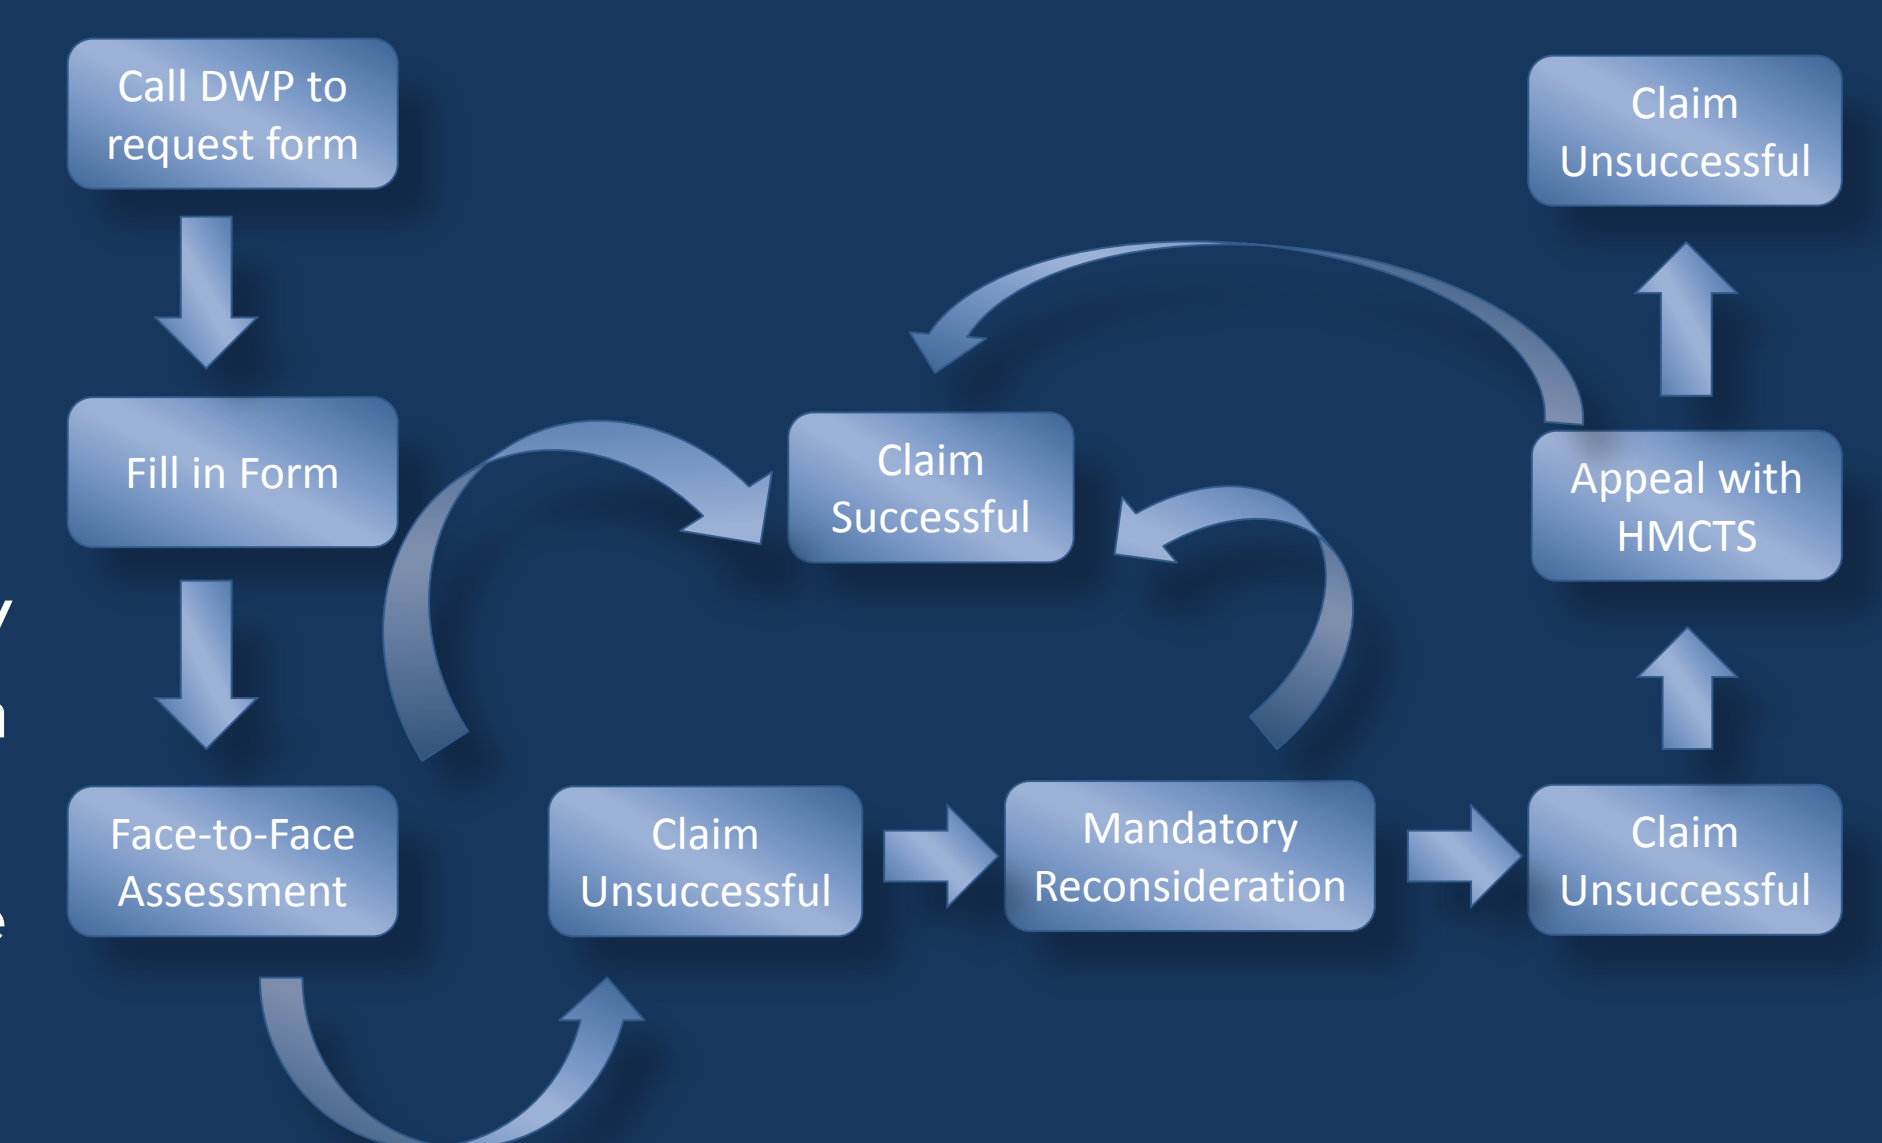 Call DWP to
request form
Fill in Form
Face-to-Face
Assessment
Claim
Unsuccessful
Mandatory
Reconsideration
Claim
Unsuccessful
Appeal with
HMCTS
Claim
Unsuccessful
Claim
Successful